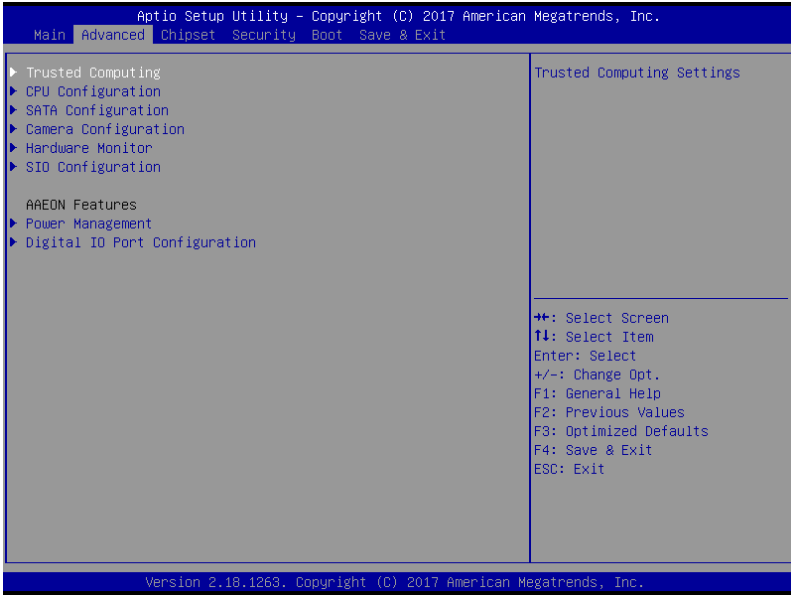 Aptio Setup Utility – Copyright (C) 2017 American Megatrends, Inc.
Main Advanced Chipset Security Boot Save & Exit
Trusted Computing
CPU Configuration
SATA Configuration
Camera Configuration
Hardware Monitor
SIO Configuration
AAEON Features
Power Management
Digital IO Port Configuration
Trusted Computing Settings
→←: Select Screen
↑↓: Select Item
Enter: Select
+/-: Change Opt.
F1: General Help
F2: Previous Values
F3: Optimized Defaults
F4: Save & Exit
ESC: Exit
Version 2.18.1263. Copyright (C) 2017 American Megatrends, Inc.